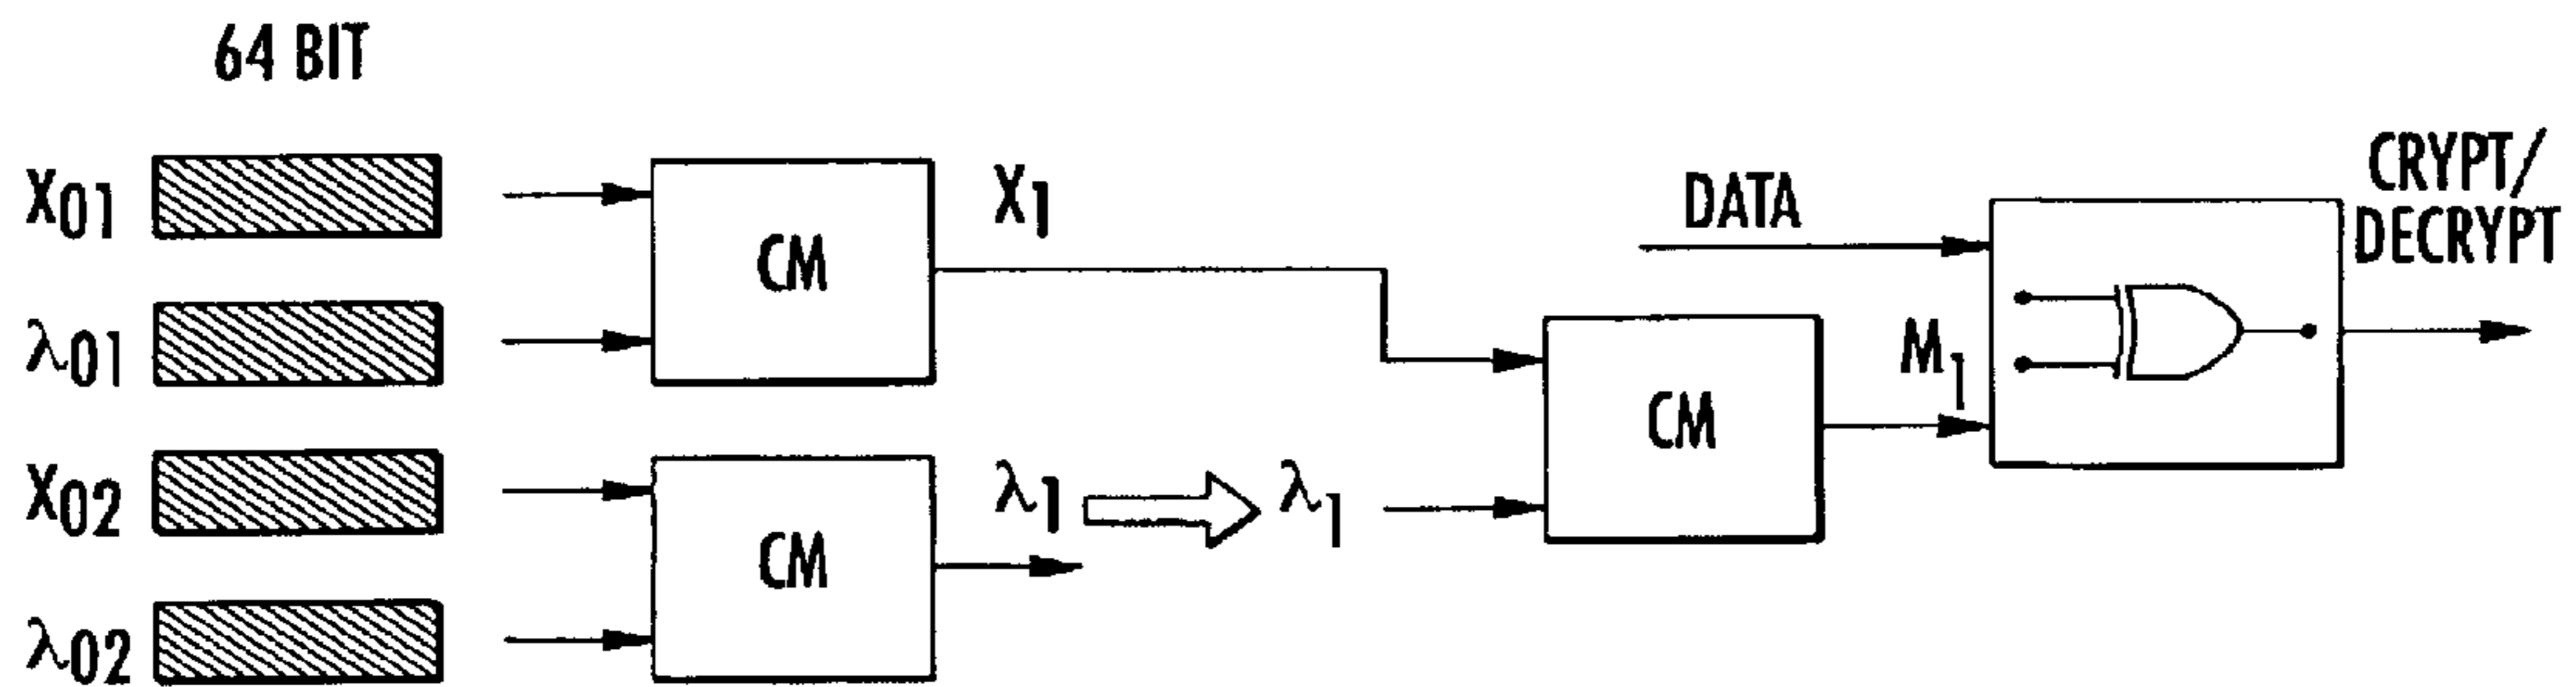 64 BIT
X01
λ01
X02
λ02
CM
X1
CM
λ1
λ1
CM
DATA
M1
CRYPT/
DECRYPT